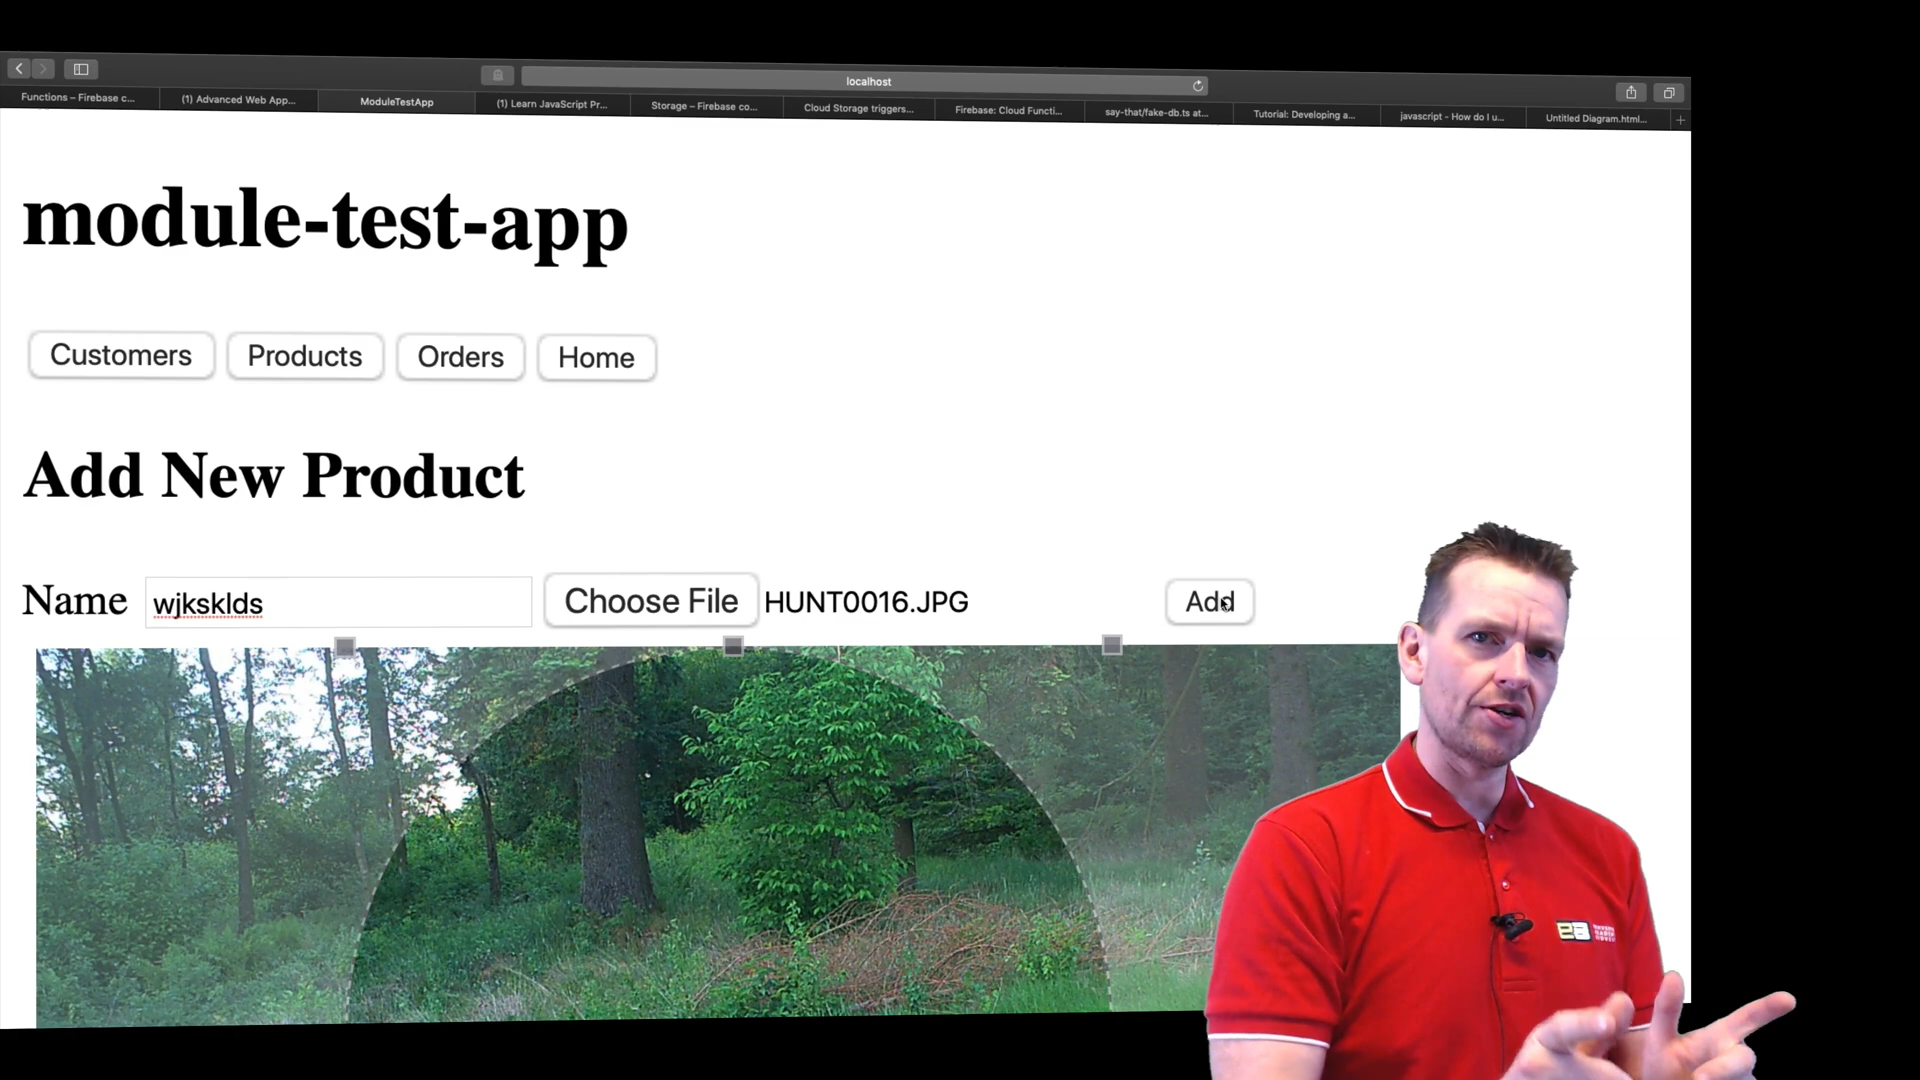 localhost
Functions – Firebase c...
(1) Advanced Web App...
ModuleTestApp
(1) Learn JavaScript Pr...
Storage – Firebase co...
Cloud Storage triggers...
Firebase: Cloud Functi...
say-that/fake-db.ts at...
Tutorial: Developing a...
javascript - How do I u...
Untitled Diagram.html...
module-test-app
Customers
Products
Orders
Home
Add New Product
Name
wjksklds
Choose File
HUNT0016.JPG
Add